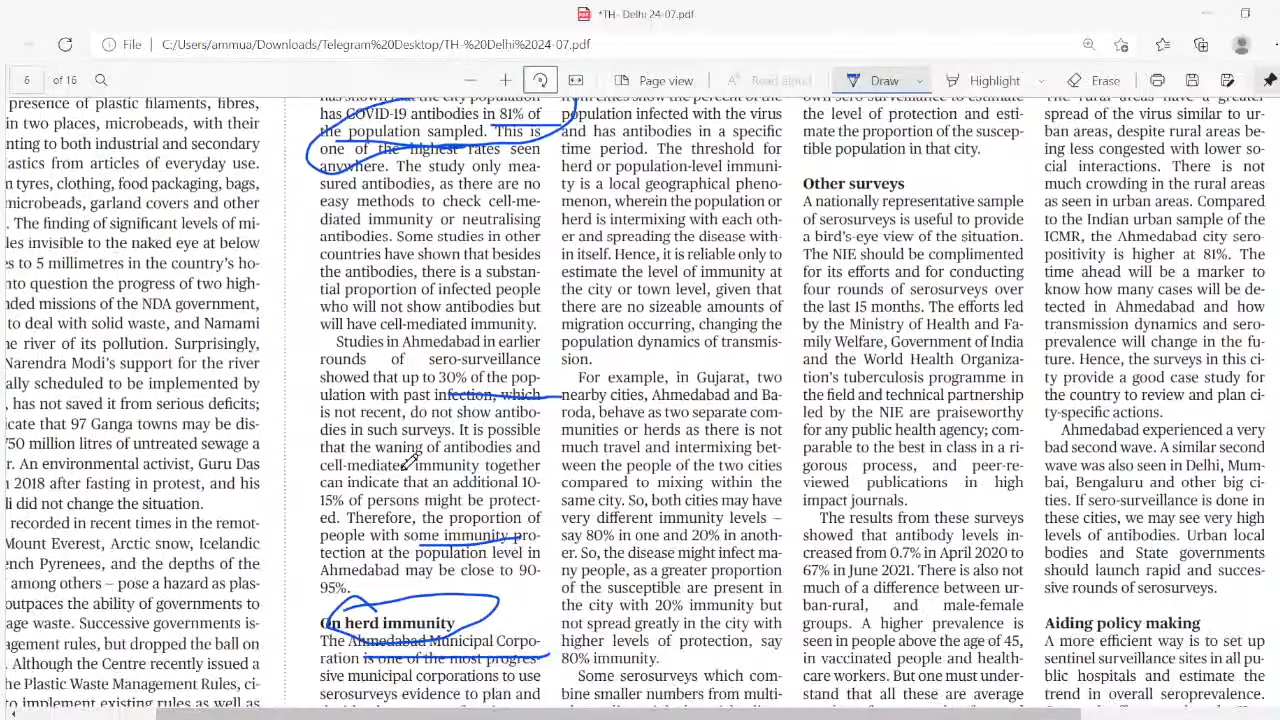 *TH- Delhi 24-07.pdf
File
C:/Users/ammua/Downloads/Telegram%20Desktop/TH-%20Delhi%2024-07.pdf
6 of 16
Page view
Read aloud
Draw
Highlight
Erase
presence of plastic filaments, fibres,
in two places, microbeads, with their
nting to both industrial and secondary
astics from articles of everyday use.
n tyres, clothing, food packaging, bags,
microbeads, garland covers and other
. The finding of significant levels of mi-
les invisible to the naked eye at below
es to 5 millimetres in the country's ho-
nto question the progress of two high-
nded missions of the NDA government,
to deal with solid waste, and Namami
he river of its pollution. Surprisingly,
Narendra Modi's support for the river
ally scheduled to be implemented by
, has not saved it from serious deficits;
icate that 97 Ganga towns may be dis-
750 million litres of untreated sewage a
r. An environmental activist, Guru Das
n 2018 after fasting in protest, and his
li did not change the situation.
recorded in recent times in the remot-
Mount Everest, Arctic snow, Icelandic
ench Pyrenees, and the depths of the
among others – pose a hazard as plas-
outpaces the ability of governments to
age waste. Successive governments is-
agement rules, but dropped the ball on
. Although the Centre recently issued a
he Plastic Waste Management Rules, ci-
to implement existing rules as well as
has shown that the city population
has COVID-19 antibodies in 81% of
the population sampled. This is
one of the highest rates seen
anywhere. The study only mea-
sured antibodies, as there are no
easy methods to check cell-me-
diated immunity or neutralising
antibodies. Some studies in other
countries have shown that besides
the antibodies, there is a substan-
tial proportion of infected people
who will not show antibodies but
will have cell-mediated immunity.
Studies in Ahmedabad in earlier
rounds of sero-surveillance
showed that up to 30% of the pop-
ulation with past infection, which
is not recent, do not show antibo-
dies in such surveys. It is possible
that the waning of antibodies and
cell-mediated immunity together
can indicate that an additional 10-
15% of persons might be protect-
ed. Therefore, the proportion of
people with some immunity pro-
tection at the population level in
Ahmedabad may be close to 90-
95%.
On herd immunity
The Ahmedabad Municipal Corpo-
ration is one of the most progres-
sive municipal corporations to use
serosurveys evidence to plan and
from cities show the percent of the
population infected with the virus
and has antibodies in a specific
time period. The threshold for
herd or population-level immuni-
ty is a local geographical pheno-
menon, wherein the population or
herd is intermixing with each oth-
er and spreading the disease with-
in itself. Hence, it is reliable only to
estimate the level of immunity at
the city or town level, given that
there are no sizeable amounts of
migration occurring, changing the
population dynamics of transmis-
sion.
For example, in Gujarat, two
nearby cities, Ahmedabad and Ba-
roda, behave as two separate com-
munities or herds as there is not
much travel and intermixing bet-
ween the people of the two cities
compared to mixing within the
same city. So, both cities may have
very different immunity levels –
say 80% in one and 20% in anoth-
er. So, the disease might infect ma-
ny people, as a greater proportion
of the susceptible are present in
the city with 20% immunity but
not spread greatly in the city with
higher levels of protection, say
80% immunity.
Some serosurveys which com-
bine smaller numbers from multi-
own sero surveillance to estimate
the level of protection and esti-
mate the proportion of the suscep-
tible population in that city.
Other surveys
A nationally representative sample
of serosurveys is useful to provide
a bird's-eye view of the situation.
The NIE should be complimented
for its efforts and for conducting
four rounds of serosurveys over
the last 15 months. The efforts led
by the Ministry of Health and Fa-
mily Welfare, Government of India
and the World Health Organiza-
tion's tuberculosis programme in
the field and technical partnership
led by the NIE are praiseworthy
for any public health agency; com-
parable to the best in class in a ri-
gorous process, and peer-re-
viewed publications in high
impact journals.
The results from these surveys
showed that antibody levels in-
creased from 0.7% in April 2020 to
67% in June 2021. There is also not
much of a difference between ur-
ban-rural, and male-female
groups. A higher prevalence is
seen in people above the age of 45,
in vaccinated people and health-
care workers. But one must under-
stand that all these are average
The rural areas have a greater
spread of the virus similar to ur-
ban areas, despite rural areas be-
ing less congested with lower so-
cial interactions. There is not
much crowding in the rural areas
as seen in urban areas. Compared
to the Indian urban sample of the
ICMR, the Ahmedabad city sero-
positivity is higher at 81%. The
time ahead will be a marker to
know how many cases will be de-
tected in Ahmedabad and how
transmission dynamics and sero-
prevalence will change in the fu-
ture. Hence, the surveys in this ci-
ty provide a good case study for
the country to review and plan ci-
ty-specific actions.
Ahmedabad experienced a very
bad second wave. A similar second
wave was also seen in Delhi, Mum-
bai, Bengaluru and other big ci-
ties. If sero-surveillance is done in
these cities, we may see very high
levels of antibodies. Urban local
bodies and State governments
should launch rapid and succes-
sive rounds of serosurveys.
Aiding policy making
A more efficient way is to set up
sentinel surveillance sites in all pu-
blic hospitals and estimate the
trend in overall seroprevalence.